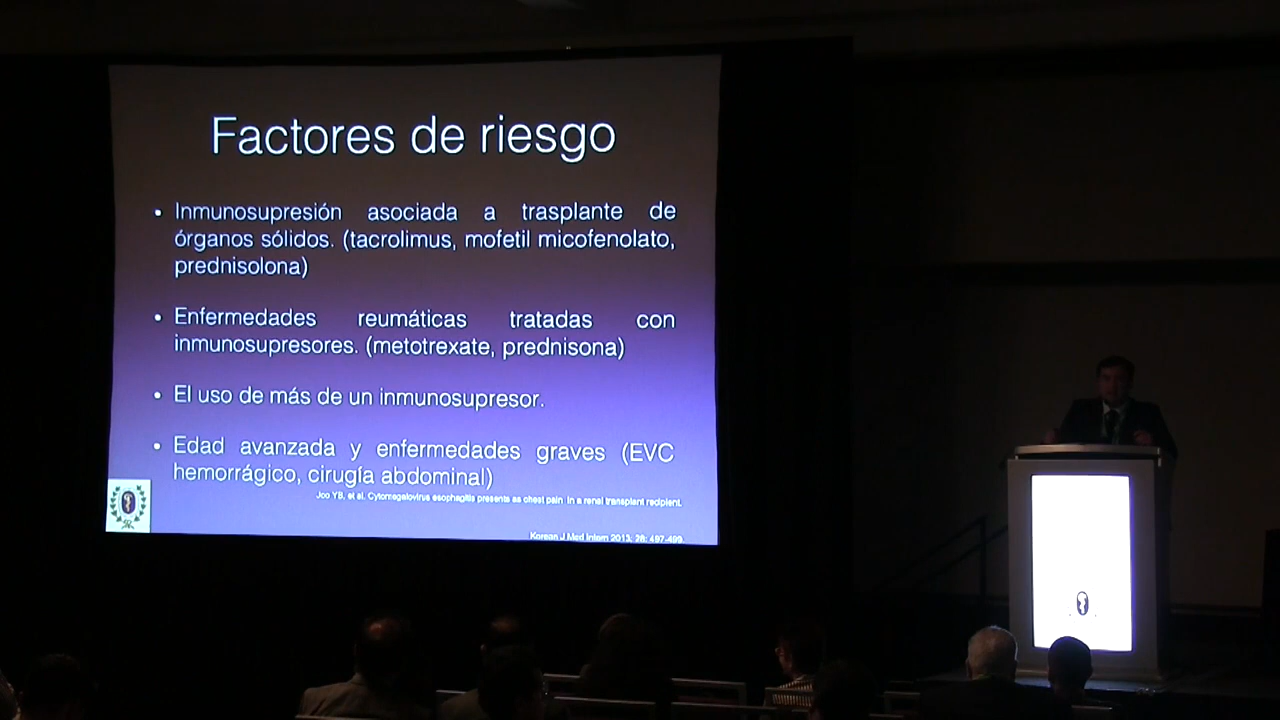 Factores de riesgo
• Inmunosupresión asociada a trasplante de
órganos sólidos. (tacrolimus, mofetil micofenolato,
prednisolona)
• Enfermedades reumáticas tratadas con
inmunosupresores. (metotrexate, prednisona)
• El uso de más de un inmunosupresor.
• Edad avanzada y enfermedades graves (EVC
hemorrágico, cirugía abdominal)
Joo YB, et al. Cytomegalovirus esophagitis presents as chest pain in a renal transplant recipient.
Korean J Med Intern 2013; 28: 497-499.